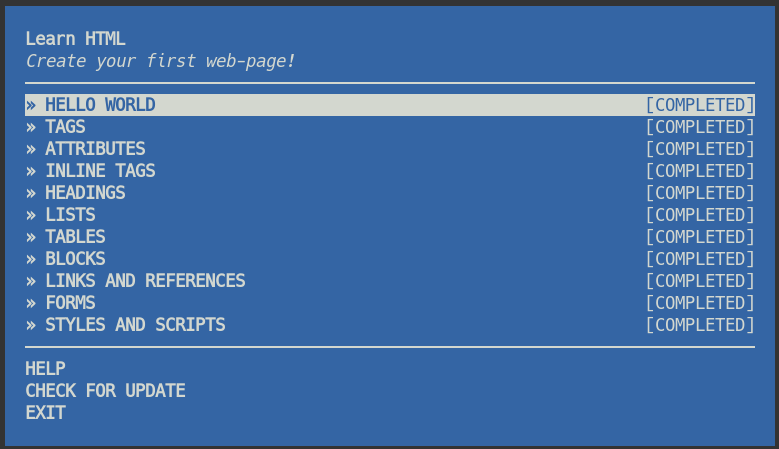 Learn HTML
Create your first web-page!
» HELLO WORLD [COMPLETED]
» TAGS [COMPLETED]
» ATTRIBUTES [COMPLETED]
» INLINE TAGS [COMPLETED]
» HEADINGS [COMPLETED]
» LISTS [COMPLETED]
» TABLES [COMPLETED]
» BLOCKS [COMPLETED]
» LINKS AND REFERENCES [COMPLETED]
» FORMS [COMPLETED]
» STYLES AND SCRIPTS [COMPLETED]
HELP
CHECK FOR UPDATE
EXIT